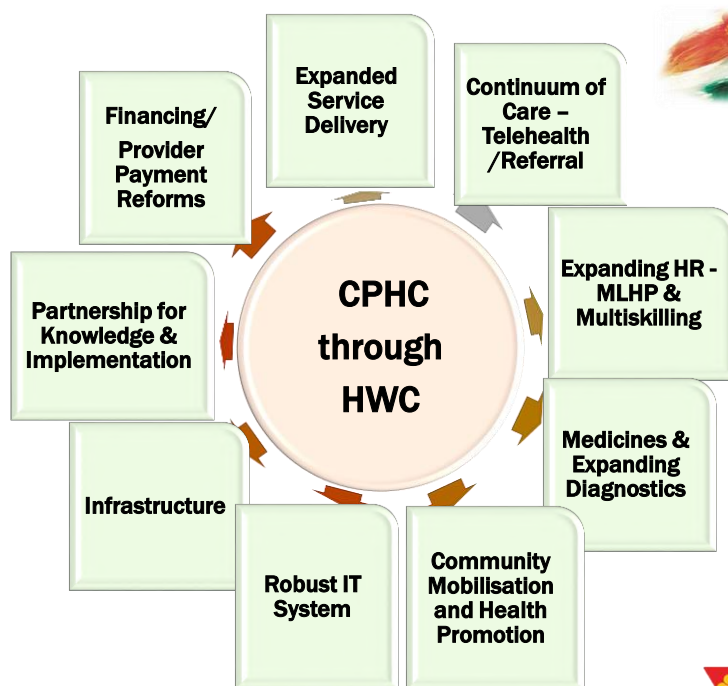 Expanded
Service
Delivery
Continuum of
Care –
Telehealth
/Referral
Expanding HR -
MLHP &
Multiskilling
Medicines &
Expanding
Diagnostics
Community
Mobilisation
and Health
Promotion
Robust IT
System
Infrastructure
Partnership for
Knowledge &
Implementation
Financing/
Provider
Payment
Reforms
CPHC
through
HWC